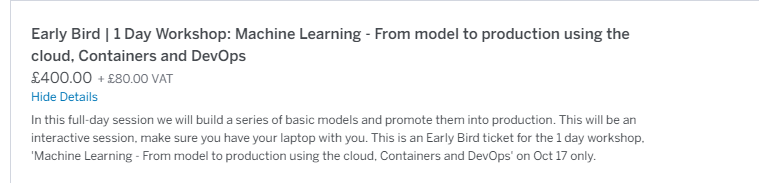 Early Bird | 1 Day Workshop: Machine Learning - From model to production using the
cloud, Containers and DevOps
£400.00 + £80.00 VAT
Hide Details
In this full-day session we will build a series of basic models and promote them into production. This will be an
interactive session, make sure you have your laptop with you. This is an Early Bird ticket for the 1 day workshop,
'Machine Learning - From model to production using the cloud, Containers and DevOps' on Oct 17 only.